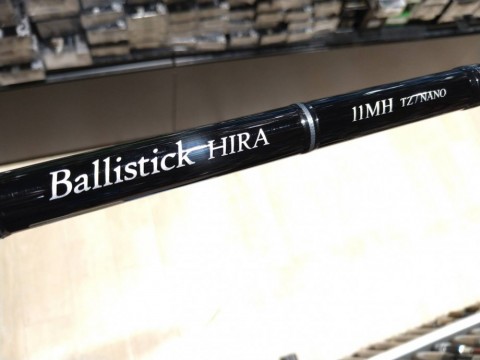 Ballistick HIRA 11MH TZ/NANO